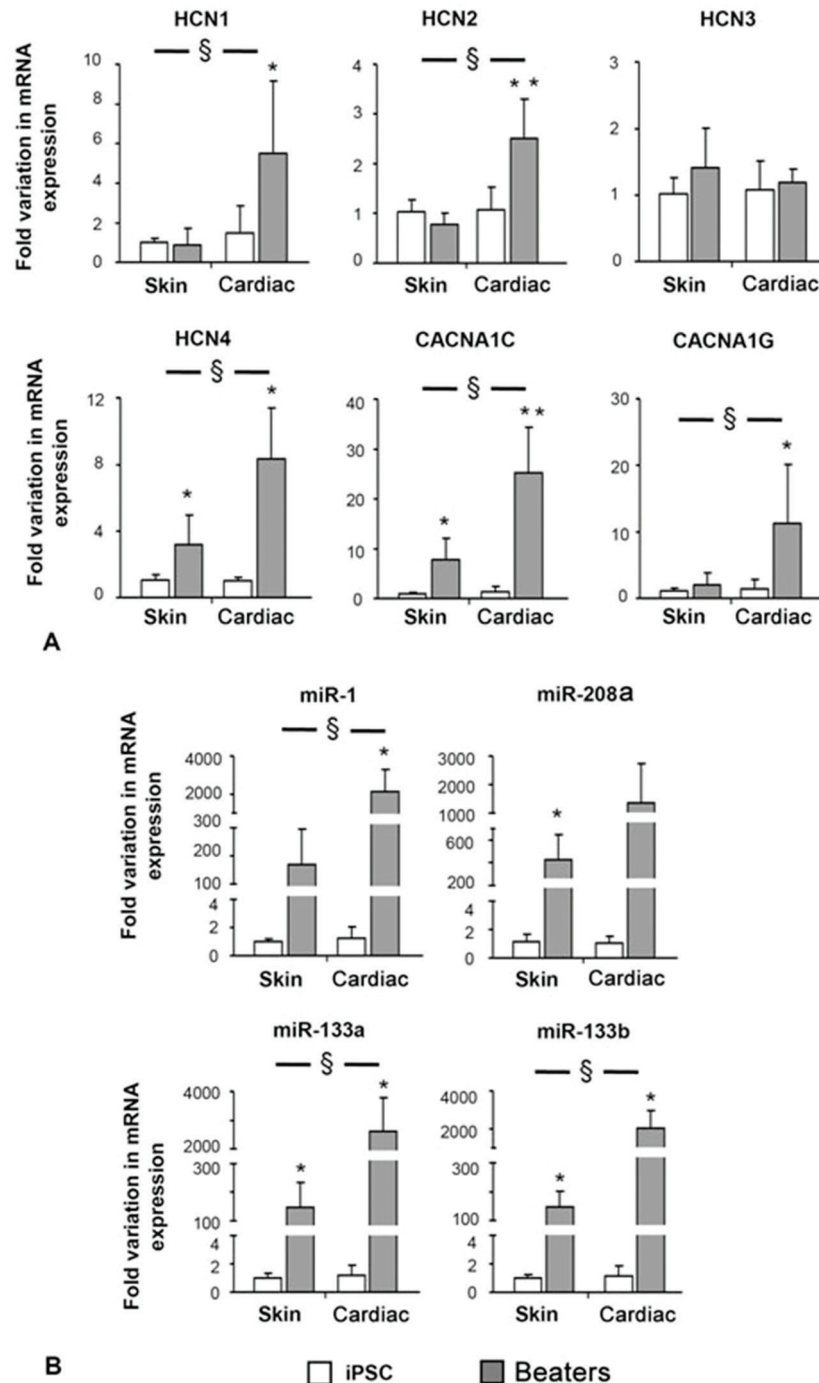 HCN1
HCN2
HCN3
§
§
*
* *
Fold variation in mRNA
expression
10
8
6
4
2
0
4
3
2
1
0
3
2
1
0
Skin
Cardiac
Skin
Cardiac
Skin
Cardiac
HCN4
CACNA1C
CACNA1G
§
§
§
*
*
*
* *
*
Fold variation in mRNA
expression
12
8
4
0
40
30
20
10
0
30
20
10
0
Skin
Cardiac
Skin
Cardiac
Skin
Cardiac
A
miR-1
miR-208a
§
*
*
Fold variation in mRNA
expression
4000
2000
300
200
100
4
2
0
3000
2000
1000
600
200
4
2
0
Skin
Cardiac
Skin
Cardiac
miR-133a
miR-133b
§
§
*
*
*
*
Fold variation in mRNA
expression
4000
2000
300
100
4
2
0
4000
2000
300
100
4
2
0
Skin
Cardiac
Skin
Cardiac
B
iPSC
Beaters